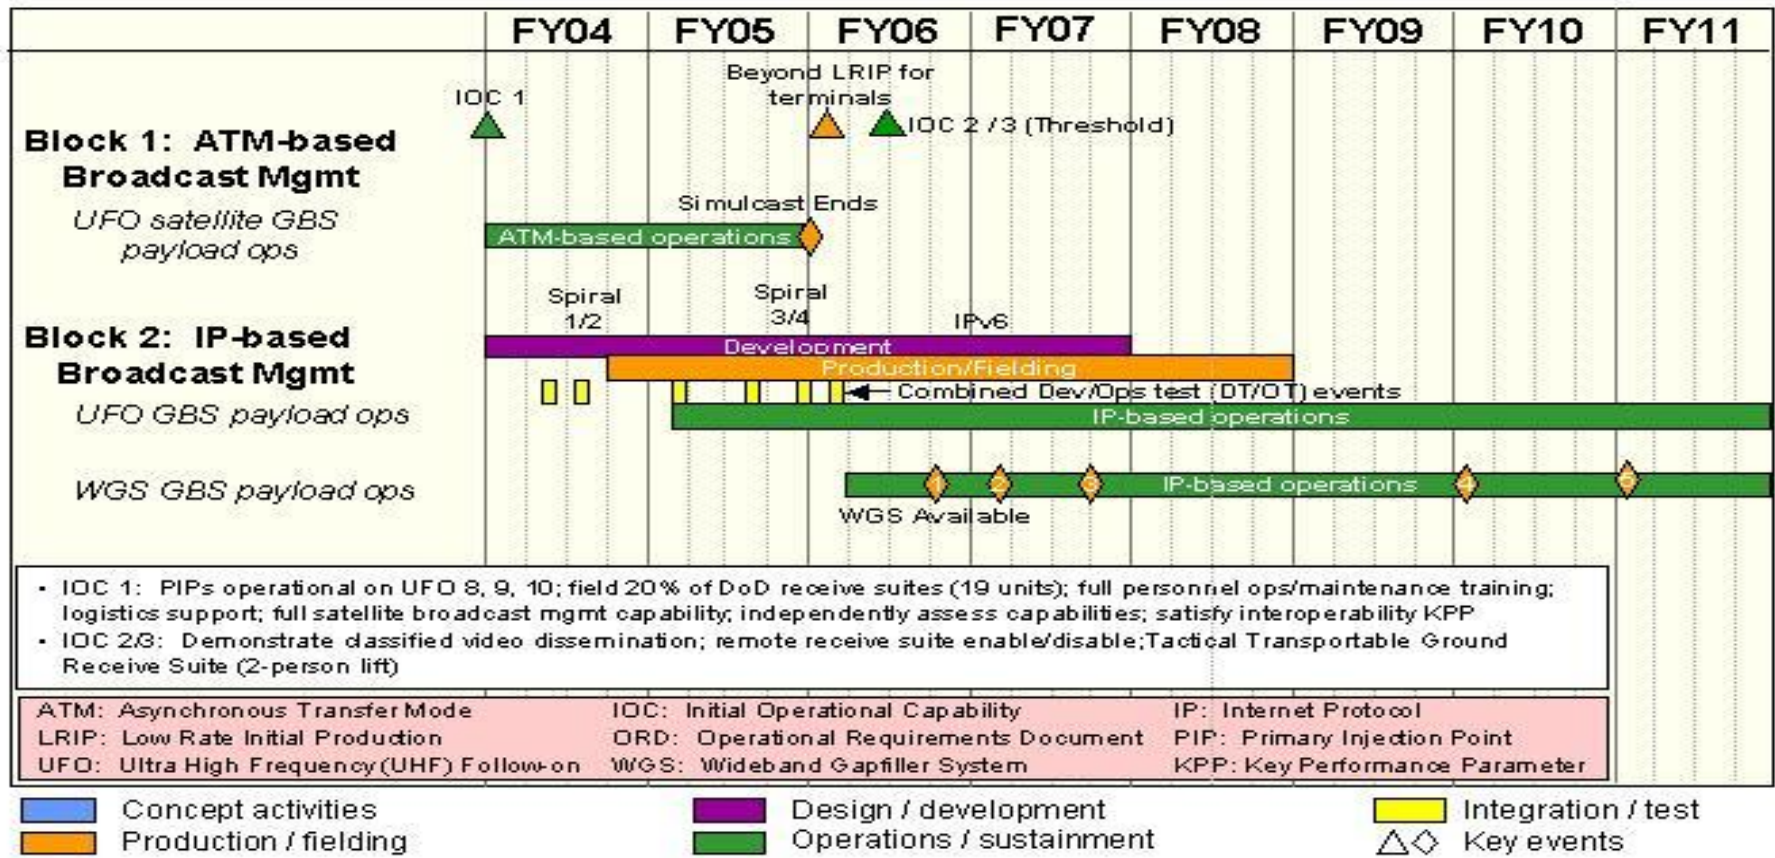 FY04 FY05 FY06 FY07 FY08 FY09 FY10 FY11
Beyond LRIP for
terminals
IOC 1
IOC 2 /3 (Threshold)
Block 1: ATM-based
Broadcast Mgmt
UFO satellite GBS
payload ops
Simulcast Ends
ATM-based operations
Spiral
1/2
Spiral
3/4
IPv6
Block 2: IP-based
Broadcast Mgmt
Development
Production/Fielding
Combined Dev/Ops test (DT/OT) events
UFO GBS payload ops
IP-based operations
WGS GBS payload ops
1 2 3 IP-based operations 4 5
WGS Available
• IOC 1: PIPs operational on UFO 8, 9, 10; field 20% of DoD receive suites (19 units); full personnel ops/maintenance training;
logistics support; full satellite broadcast mgmt capability; independently assess capabilities; satisfy interoperability KPP
• IOC 2/3: Demonstrate classified video dissemination; remote receive suite enable/disable;Tactical Transportable Ground
Receive Suite (2-person lift)
ATM: Asynchronous Transfer Mode IOC: Initial Operational Capability IP: Internet Protocol
LRIP: Low Rate Initial Production ORD: Operational Requirements Document PIP: Primary Injection Point
UFO: Ultra High Frequency (UHF) Follow-on WGS: Wideband Gapfiller System KPP: Key Performance Parameter
Concept activities Design / development Integration / test
Production / fielding Operations / sustainment Key events